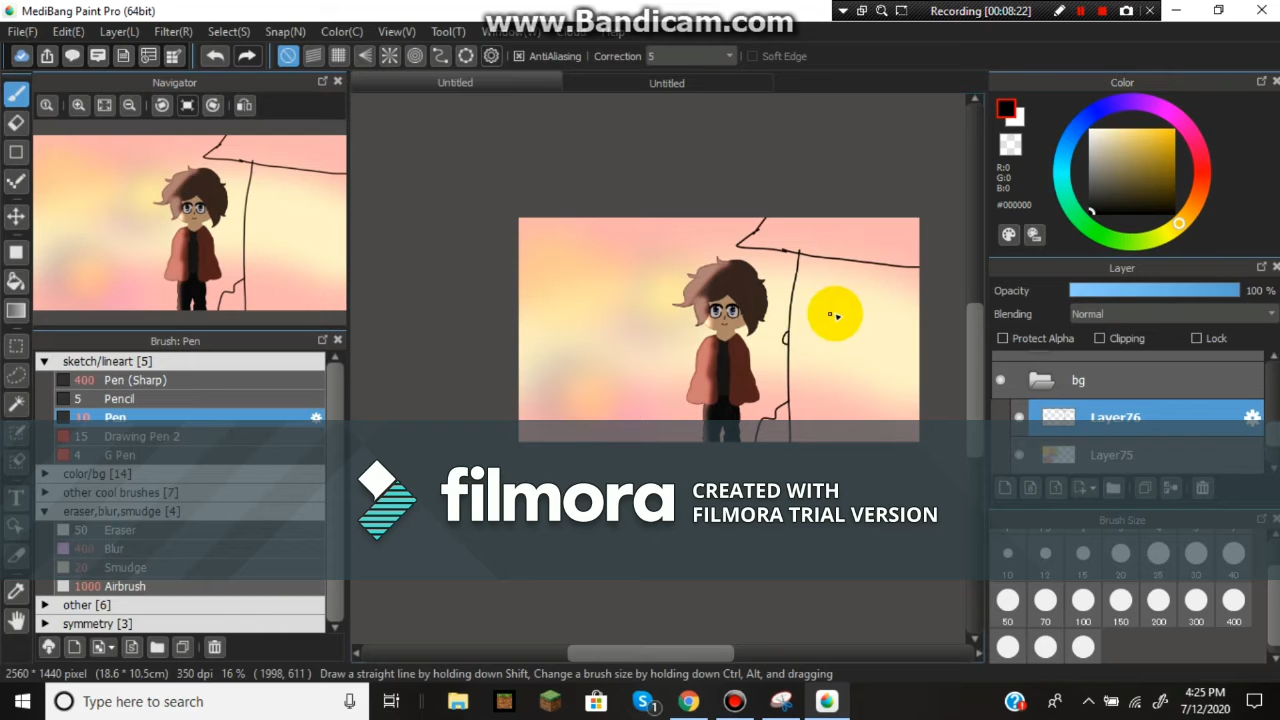 MediBang Paint Pro (64bit)
www.Bandicam.com
Recording [00:08:22]
File(F) Edit(E) Layer(L) Filter(R) Select(S) Snap(N) Color(C) View(V) Tool(T)
AntiAliasing Correction 5 Soft Edge
Navigator
Untitled
Untitled
Color
R:0
G:0
B:0
#000000
Layer
Opacity 100 %
Blending Normal
Protect Alpha Clipping Lock
bg
Layer76
Layer75
Brush: Pen
sketch/lineart [5]
400 Pen (Sharp)
5 Pencil
10 Pen
15 Drawing Pen 2
4 G Pen
color/bg [14]
other cool brushes [7]
eraser,blur,smudge [4]
50 Eraser
400 Blur
20 Smudge
1000 Airbrush
other [6]
symmetry [3]
filmora
CREATED WITH
FILMORA TRIAL VERSION
Brush Size
10 12 15 20 25 30 40
50 70 100 150 200 300 400
2560 * 1440 pixel (18.6 * 10.5cm) 350 dpi 16 % ( 1998, 611 ) Draw a straight line by holding down Shift, Change a brush size by holding down Ctrl, Alt, and dragging
Type here to search
4:25 PM
7/12/2020